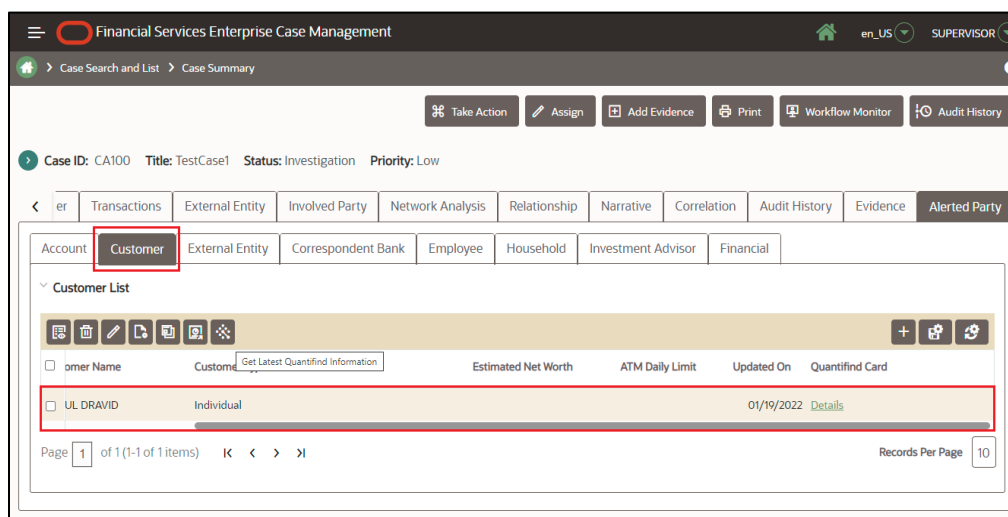 Financial Services Enterprise Case Management en_US SUPERVISOR
Case Search and List > Case Summary
Take Action Assign Add Evidence Print Workflow Monitor Audit History
Case ID: CA100 Title: TestCase1 Status: Investigation Priority: Low
er Transactions External Entity Involved Party Network Analysis Relationship Narrative Correlation Audit History Evidence Alerted Party
Account Customer External Entity Correspondent Bank Employee Household Investment Advisor Financial
Customer List
Get Latest Quantifind Information
omer Name Estimated Net Worth ATM Daily Limit Updated On Quantifind Card
UL DRAVID Individual 01/19/2022 Details
Page 1 of 1 (1-1 of 1 items) Records Per Page 10